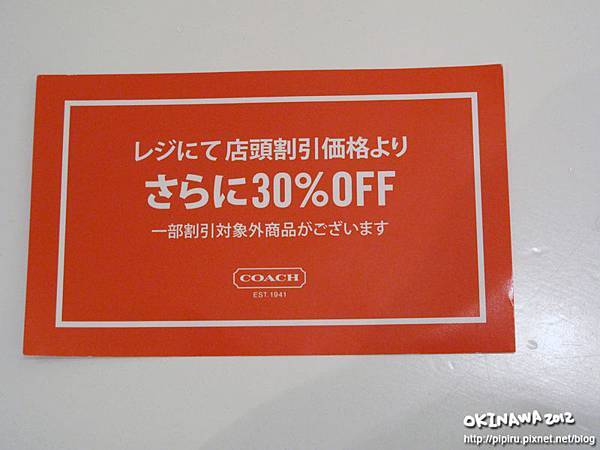 レジにて 店頭割引価格より
さらに30%OFF
一部割引対象外商品がございます
COACH
EST. 1941
OKINAWA 2012
http://pipiru.pixnet.net/blog